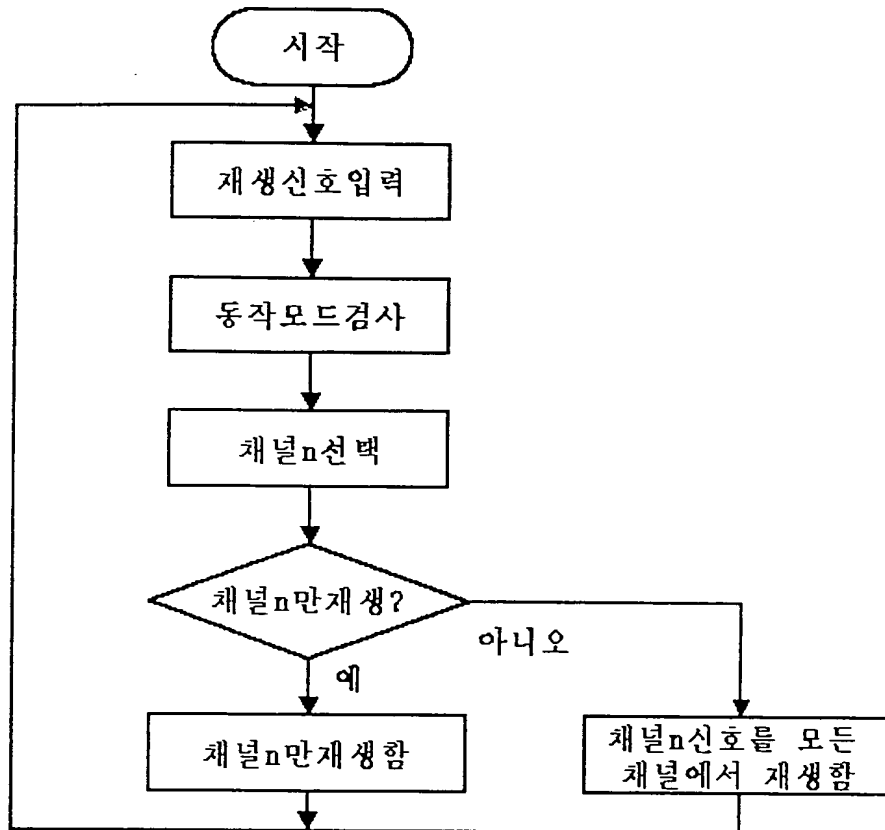 시작
재생신호입력
동작모드검사
채널n선택
채널n만재생?
아니오
예
채널n만재생함
채널n신호를 모든
채널에서 재생함